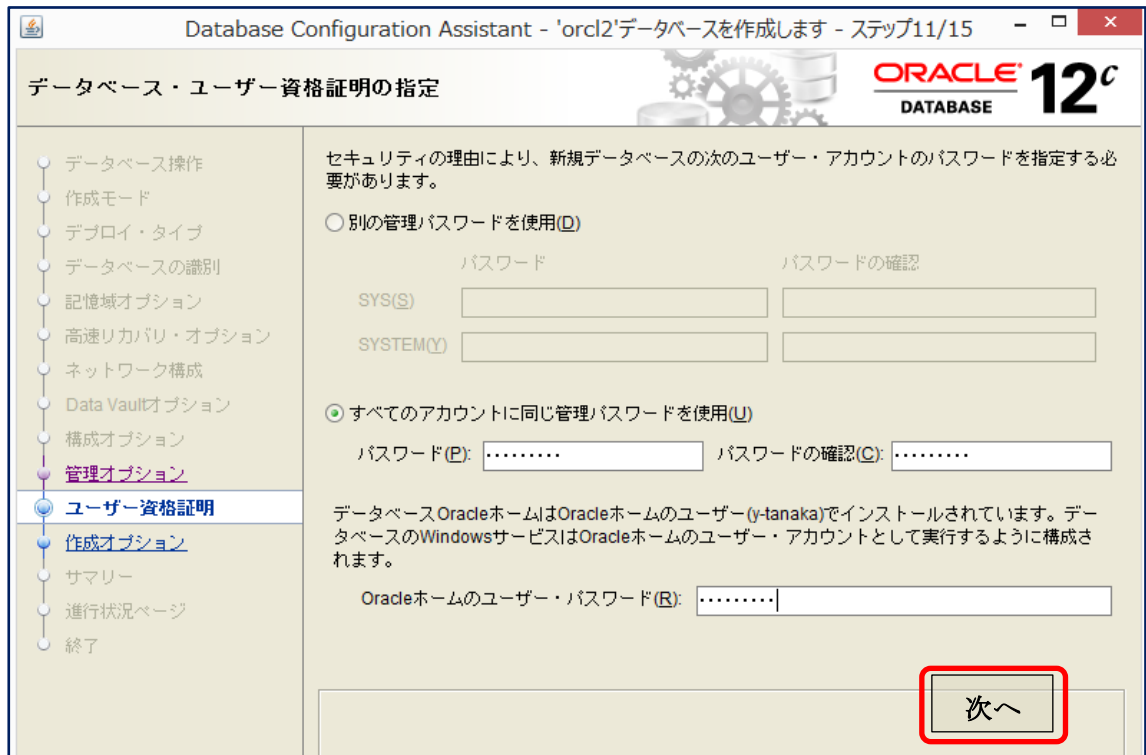 Database Configuration Assistant - 'orcl2'データベースを作成します - ステップ11/15
データベース・ユーザー資格証明の指定
ORACLE
DATABASE
12c
データベース操作
作成モード
デプロイ・タイプ
データベースの識別
記憶域オプション
高速リカバリ・オプション
ネットワーク構成
Data Vaultオプション
構成オプション
管理オプション
ユーザー資格証明
作成オプション
サマリー
進行状況ページ
終了
セキュリティの理由により、新規データベースの次のユーザー・アカウントのパスワードを指定する必
要があります。
別の管理パスワードを使用(D)
パスワード パスワードの確認
SYS(S)
SYSTEM(Y)
すべてのアカウントに同じ管理パスワードを使用(U)
パスワード(P): ········· パスワードの確認(C): ·········
データベースOracleホームはOracleホームのユーザー(y-tanaka)でインストールされています。デー
タベースのWindowsサービスはOracleホームのユーザー・アカウントとして実行するように構成さ
れます。
Oracleホームのユーザー・パスワード(R): ·········
次へ